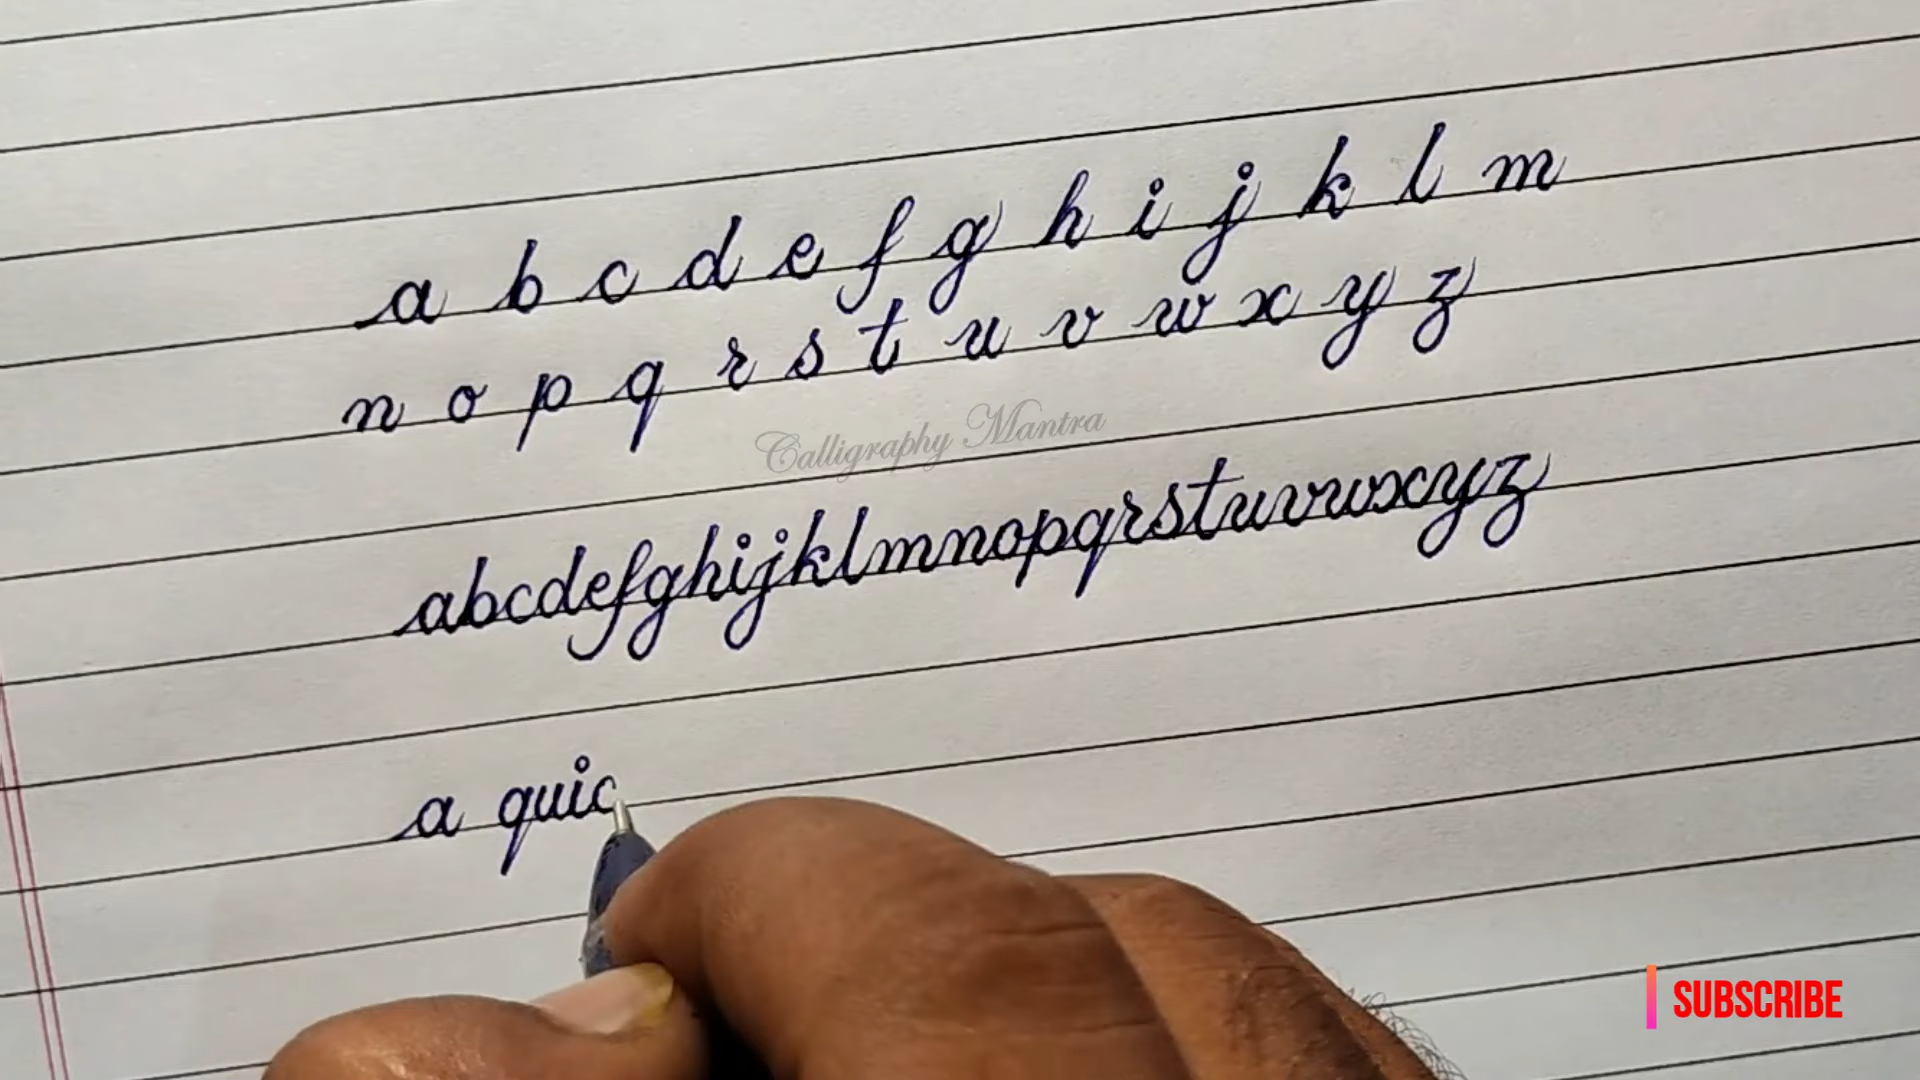 a b c d e f g h i j k l m
n o p q r s t u v w x y z
Calligraphy Mantra
abcdefghijklmnopqrstuvwxyz
a quic
SUBSCRIBE